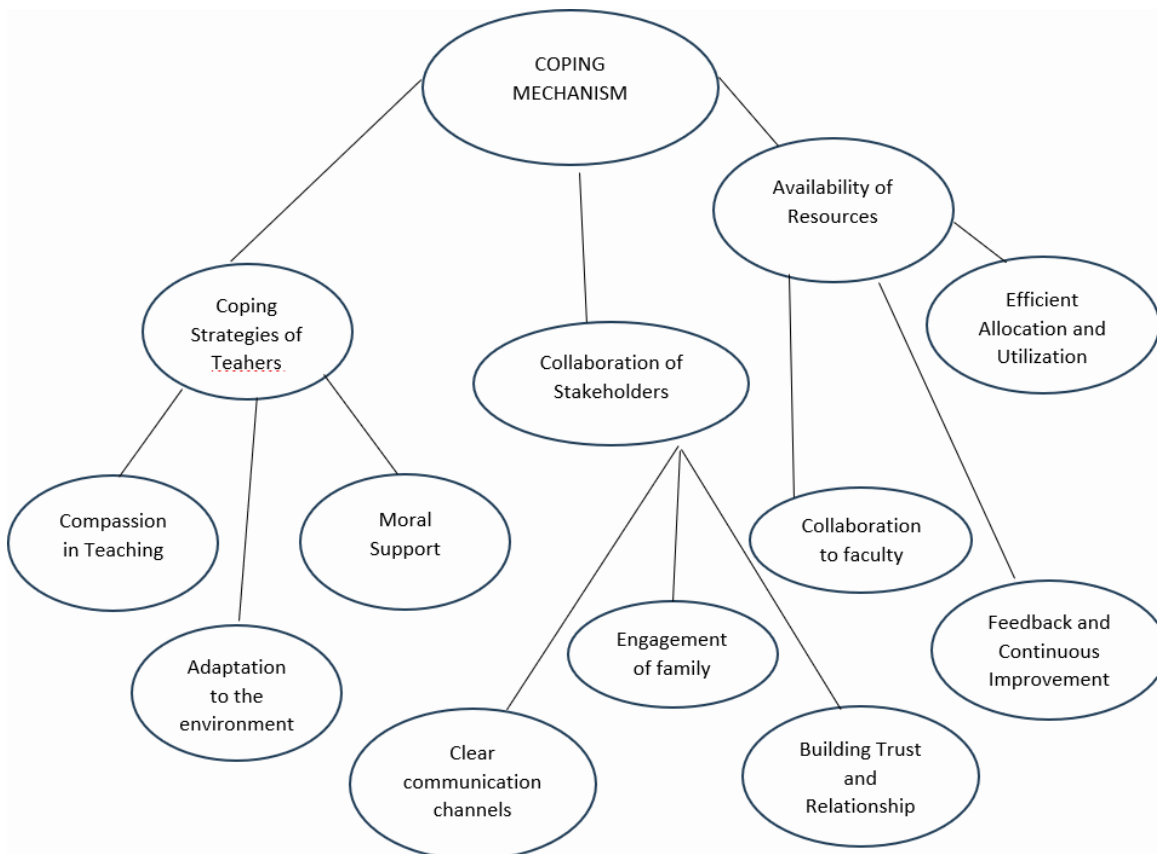 COPING
MECHANISM
Availability of
Resources
Efficient
Allocation and
Utilization
Coping
Strategies of
Teahers
Collaboration of
Stakeholders
Compassion
in Teaching
Moral
Support
Collaboration
to faculty
Adaptation
to the
environment
Engagement
of family
Feedback and
Continuous
Improvement
Clear
communication
channels
Building Trust
and
Relationship